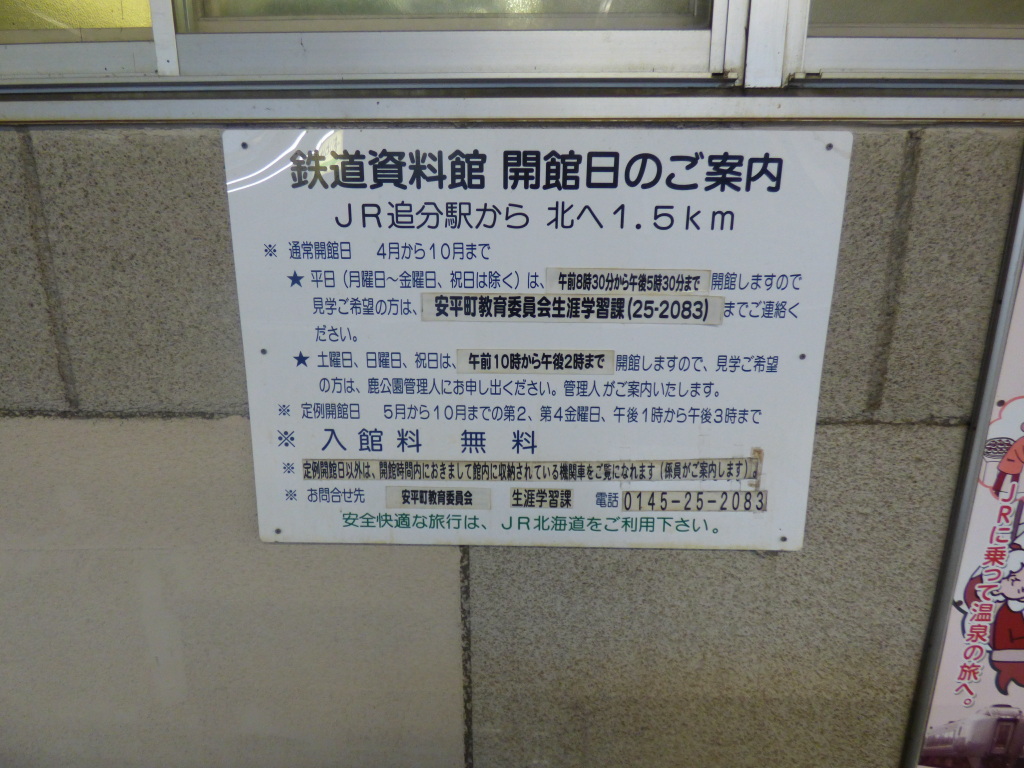 鉄道資料館 開館日のご案内
JR追分駅から 北へ1.5km
※ 通常開館日 4月から10月まで
★ 平日(月曜日~金曜日、祝日は除く)は、午前8時30分から午後5時30分まで開館しますので
見学ご希望の方は、安平町教育委員会生涯学習課(25-2083)までご連絡く
ださい。
★ 土曜日、日曜日、祝日は、午前10時から午後2時まで開館しますので、見学ご希望
の方は、鹿公園管理人にお申し出ください。管理人がご案内いたします。
※ 定例開館日 5月から10月までの第2、第4金曜日、午後1時から午後3時まで
※ 入館料 無料
※ 定例開館日以外は、開館時間内におきまして館内に収納されている機関車をご覧になれます(係員がご案内します)。
※ お問合せ先 安平町教育委員会 生涯学習課 電話0145-25-2083
安全快適な旅行は、JR北海道をご利用下さい。
JRに乗って温泉の旅へ。